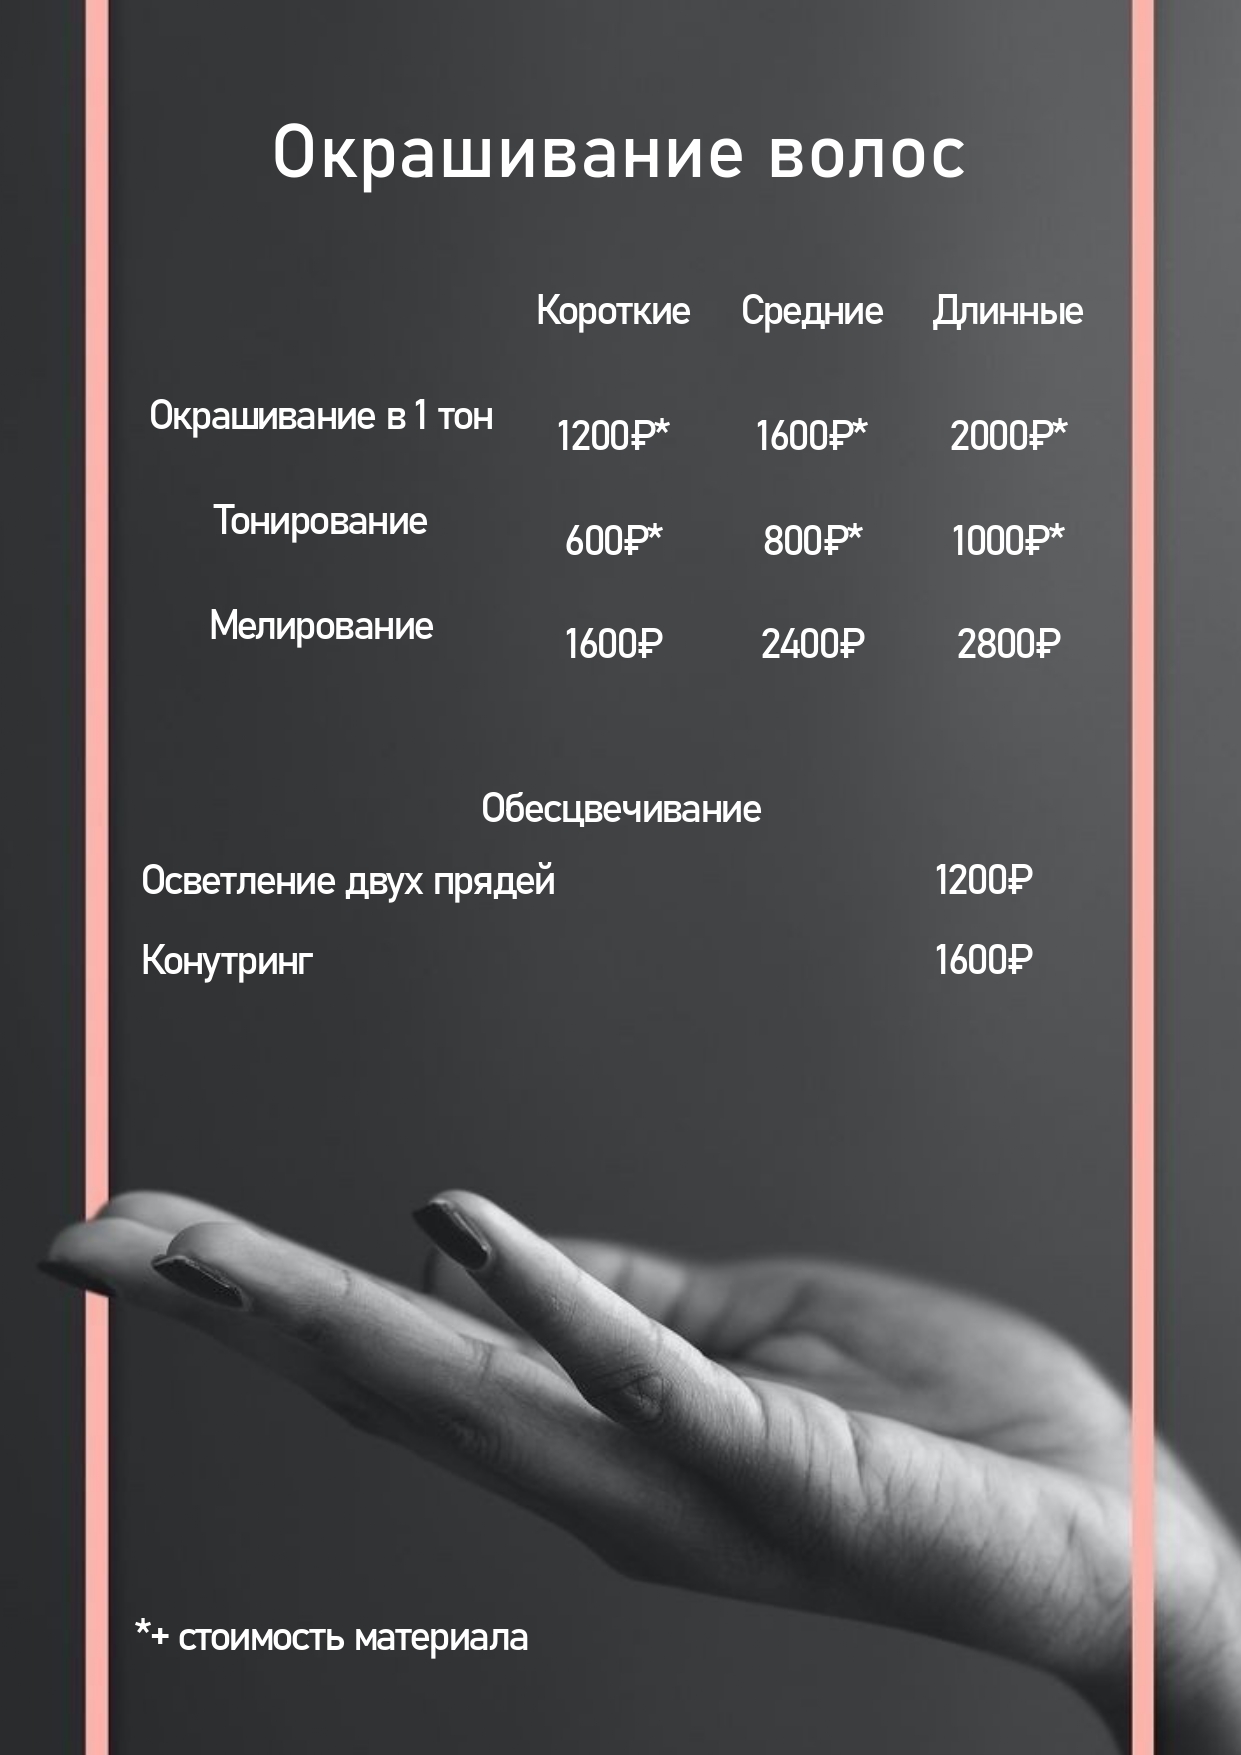 Окрашивание волос
Короткие Средние Длинные
Окрашивание в 1 тон 1200₽* 1600₽* 2000₽*
Тонирование 600₽* 800₽* 1000₽*
Мелирование 1600₽ 2400₽ 2800₽
Обесцвечивание
Осветление двух прядей 1200₽
Конутринг 1600₽
*+ стоимость материала